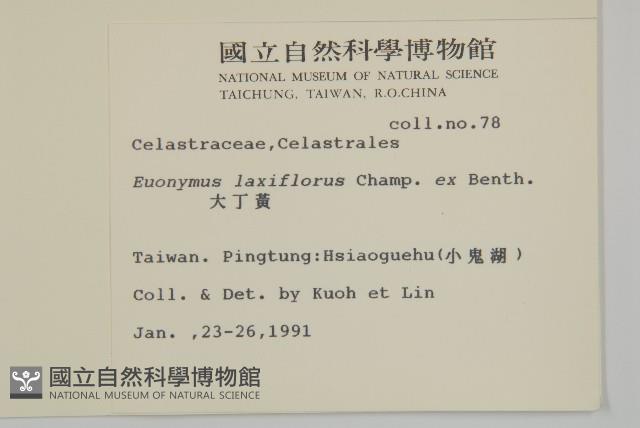 國立自然科學博物館
NATIONAL MUSEUM OF NATURAL SCIENCE
TAICHUNG, TAIWAN, R.O.CHINA
coll.no.78
Celastraceae,Celastrales
Euonymus laxiflorus Champ. ex Benth.
大丁黃
Taiwan. Pingtung:Hsiaoguehu(小鬼湖)
Coll. & Det. by Kuoh et Lin
Jan. ,23-26,1991
國立自然科學博物館
NATIONAL MUSEUM OF NATURAL SCIENCE